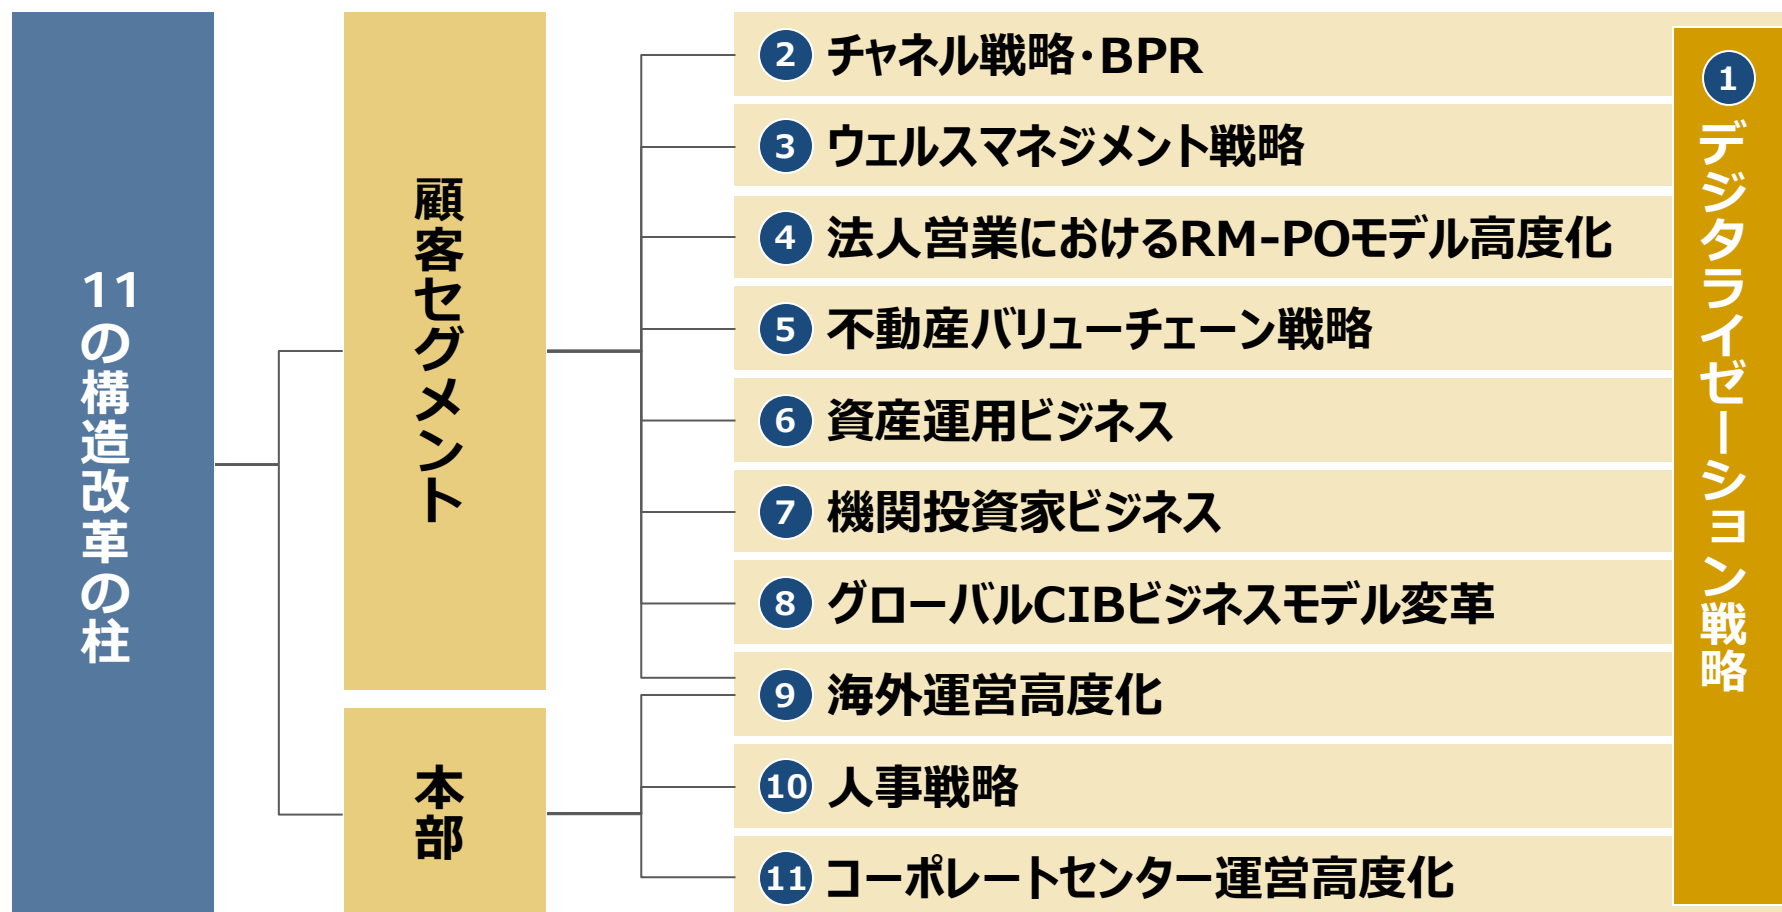 11の構造改革の柱
顧客セグメント
本部
2 チャネル戦略・BPR
3 ウェルスマネジメント戦略
4 法人営業におけるRM-POモデル高度化
5 不動産バリューチェーン戦略
6 資産運用ビジネス
7 機関投資家ビジネス
8 グローバルCIBビジネスモデル変革
9 海外運営高度化
10 人事戦略
11 コーポレートセンター運営高度化
1 デジタライゼーション戦略